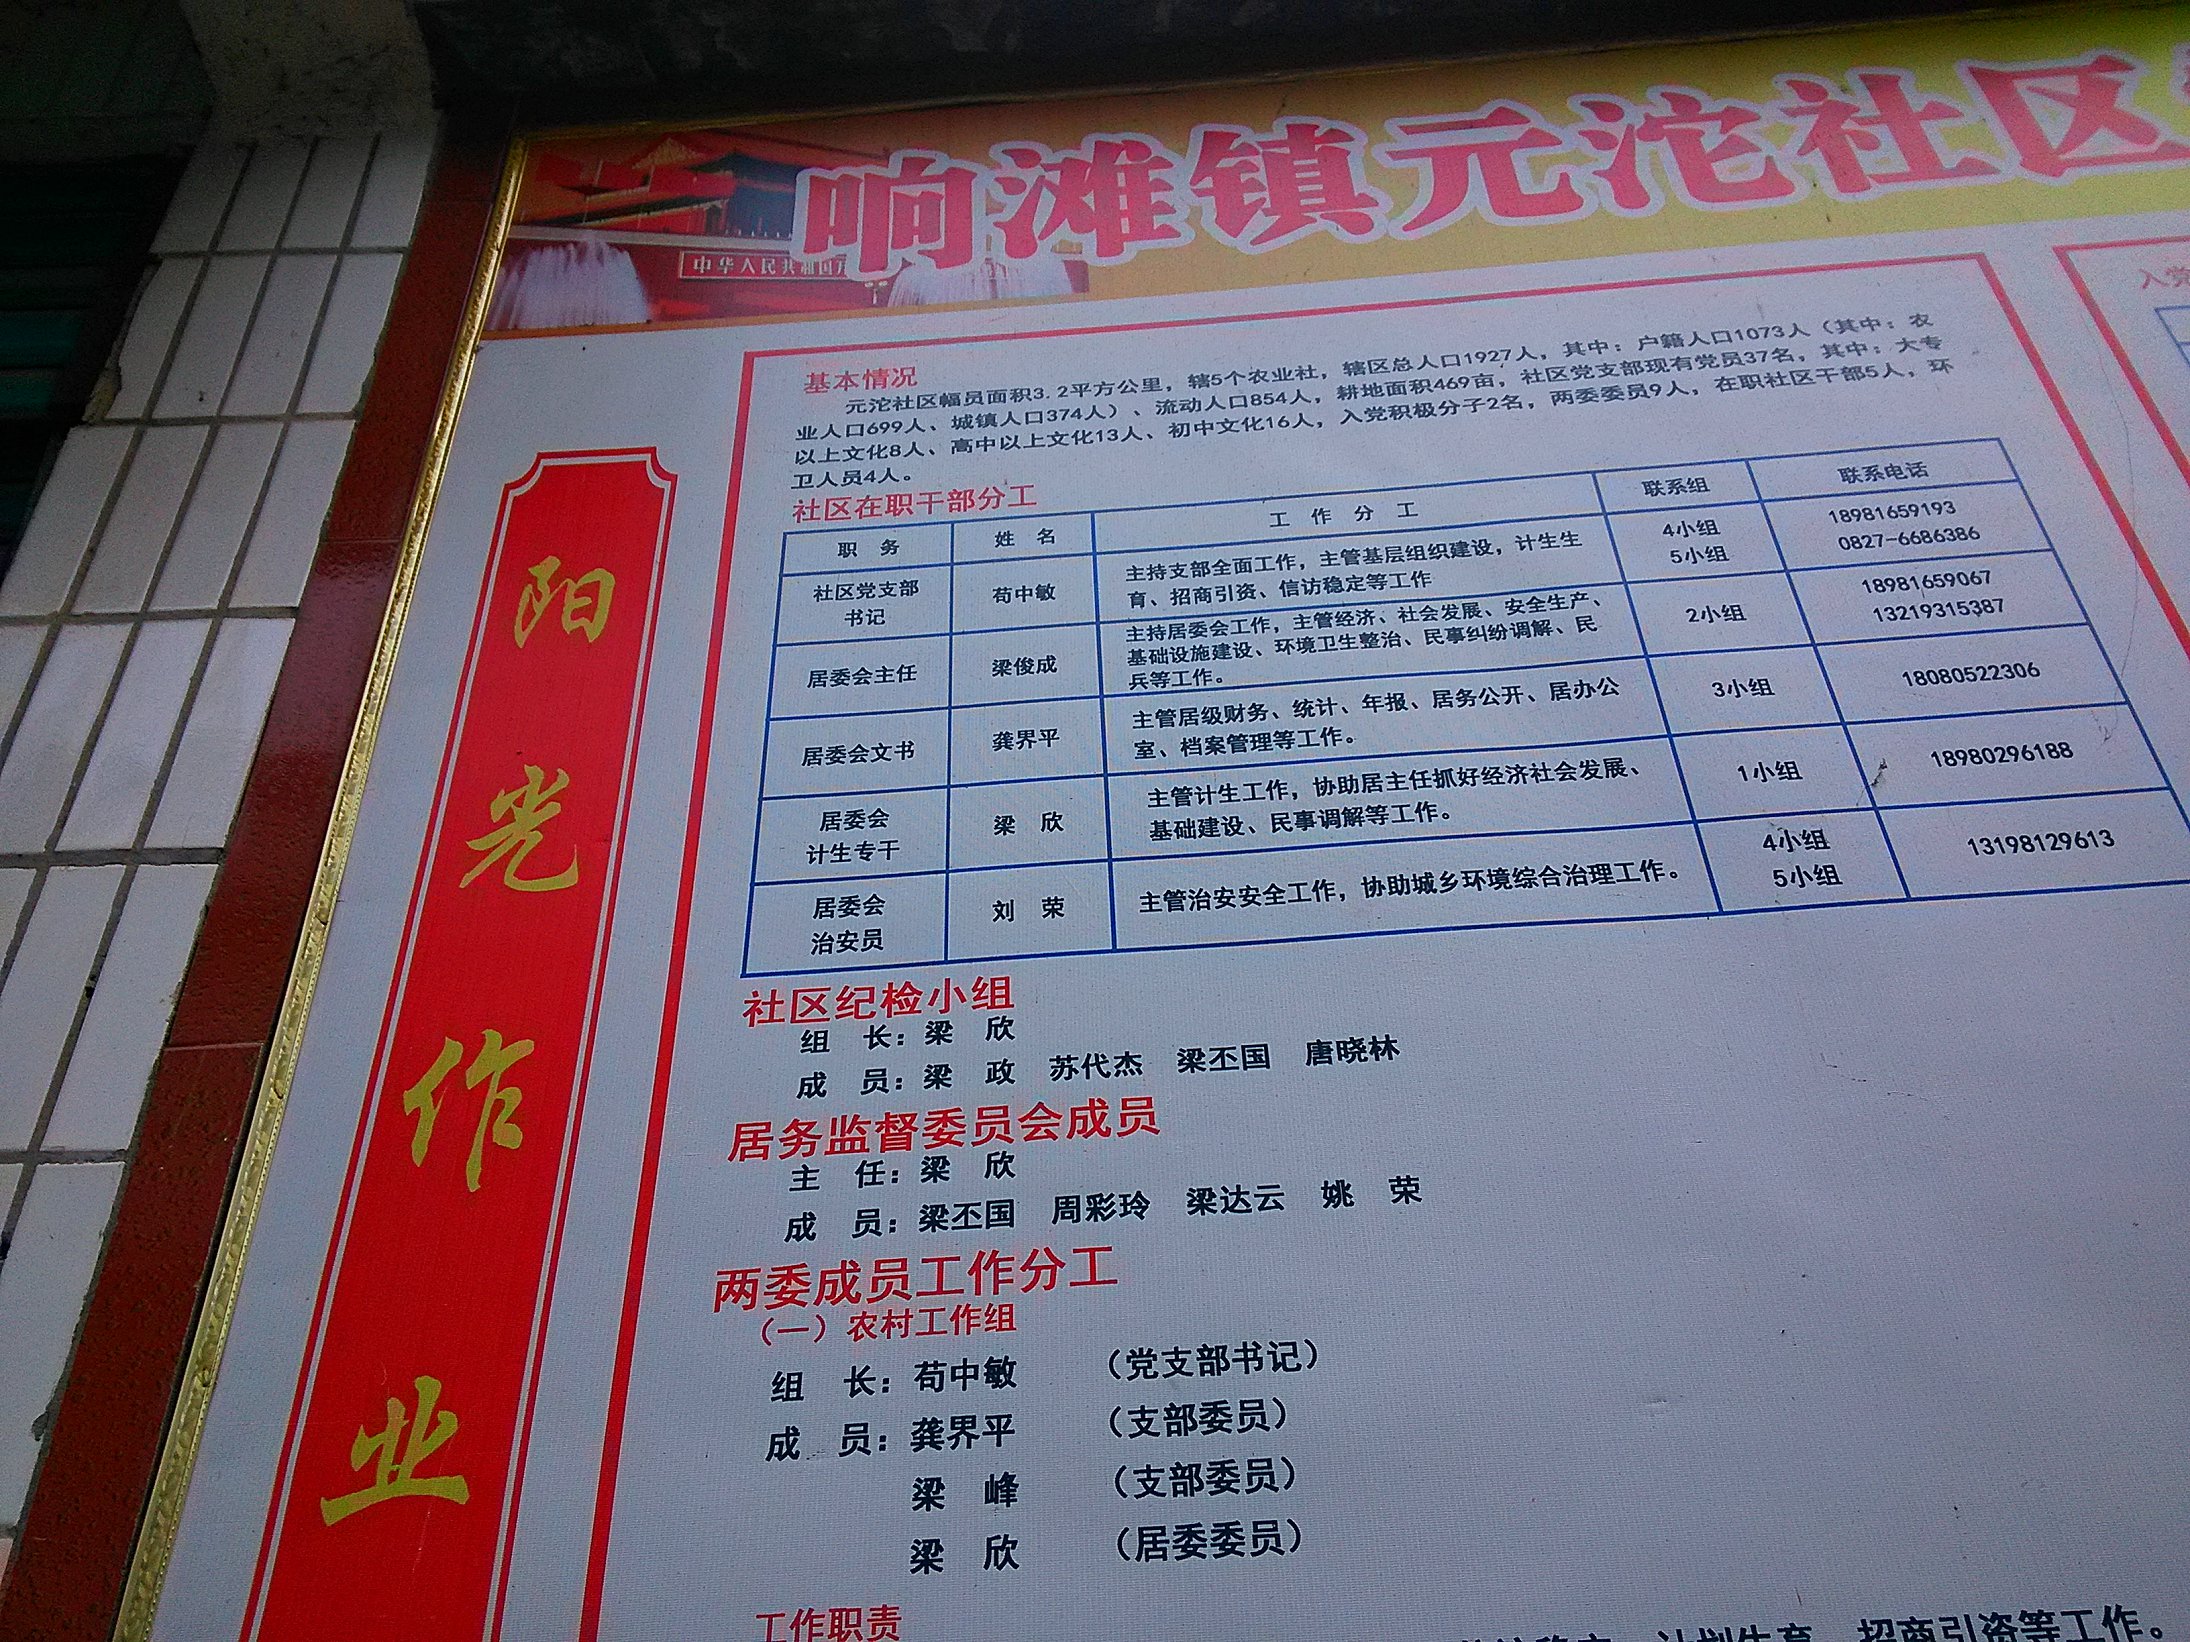 响滩镇元沱社区
中华人民共和国
阳光作业
基本情况
元沱社区幅员面积3.2平方公里，辖5个农业社，辖区总人口1927人，其中：户籍人口1073人（其中：农
业人口699人、城镇人口374人）、流动人口854人，耕地面积469亩，社区党支部现有党员37名，其中：大专
以上文化8人、高中以上文化13人、初中文化16人，入党积极分子2名，两委委员9人，在职社区干部5人，环
卫人员4人。
入党
社区在职干部分工
职 务 姓 名 工 作 分 工 联系组 联系电话
社区党支部
书记
苟中敏
主持支部全面工作，主管基层组织建设，计生生
育、招商引资、信访稳定等工作
4小组
5小组
18981659193
0827-6686386
居委会主任
梁俊成
主持居委会工作，主管经济、社会发展、安全生产、
基础设施建设、环境卫生整治、民事纠纷调解、民
兵等工作。
2小组
18981659067
13219315387
居委会文书
龚界平
主管居级财务、统计、年报、居务公开、居办公
室、档案管理等工作。
3小组
18080522306
居委会
计生专干
梁 欣
主管计生工作，协助居主任抓好经济社会发展、
基础建设、民事调解等工作。
1小组
18980296188
居委会
治安员
刘 荣
主管治安安全工作，协助城乡环境综合治理工作。
4小组
5小组
13198129613
社区纪检小组
组 长：梁 欣
成 员：梁 政 苏代杰 梁丕国 唐晓林
居务监督委员会成员
主 任：梁 欣
成 员：梁丕国 周彩玲 梁达云 姚 荣
两委成员工作分工
（一）农村工作组
组 长：苟中敏 （党支部书记）
成 员：龚界平 （支部委员）
梁 峰 （支部委员）
梁 欣 （居委委员）
工作职责
计划生育、招商引资等工作。